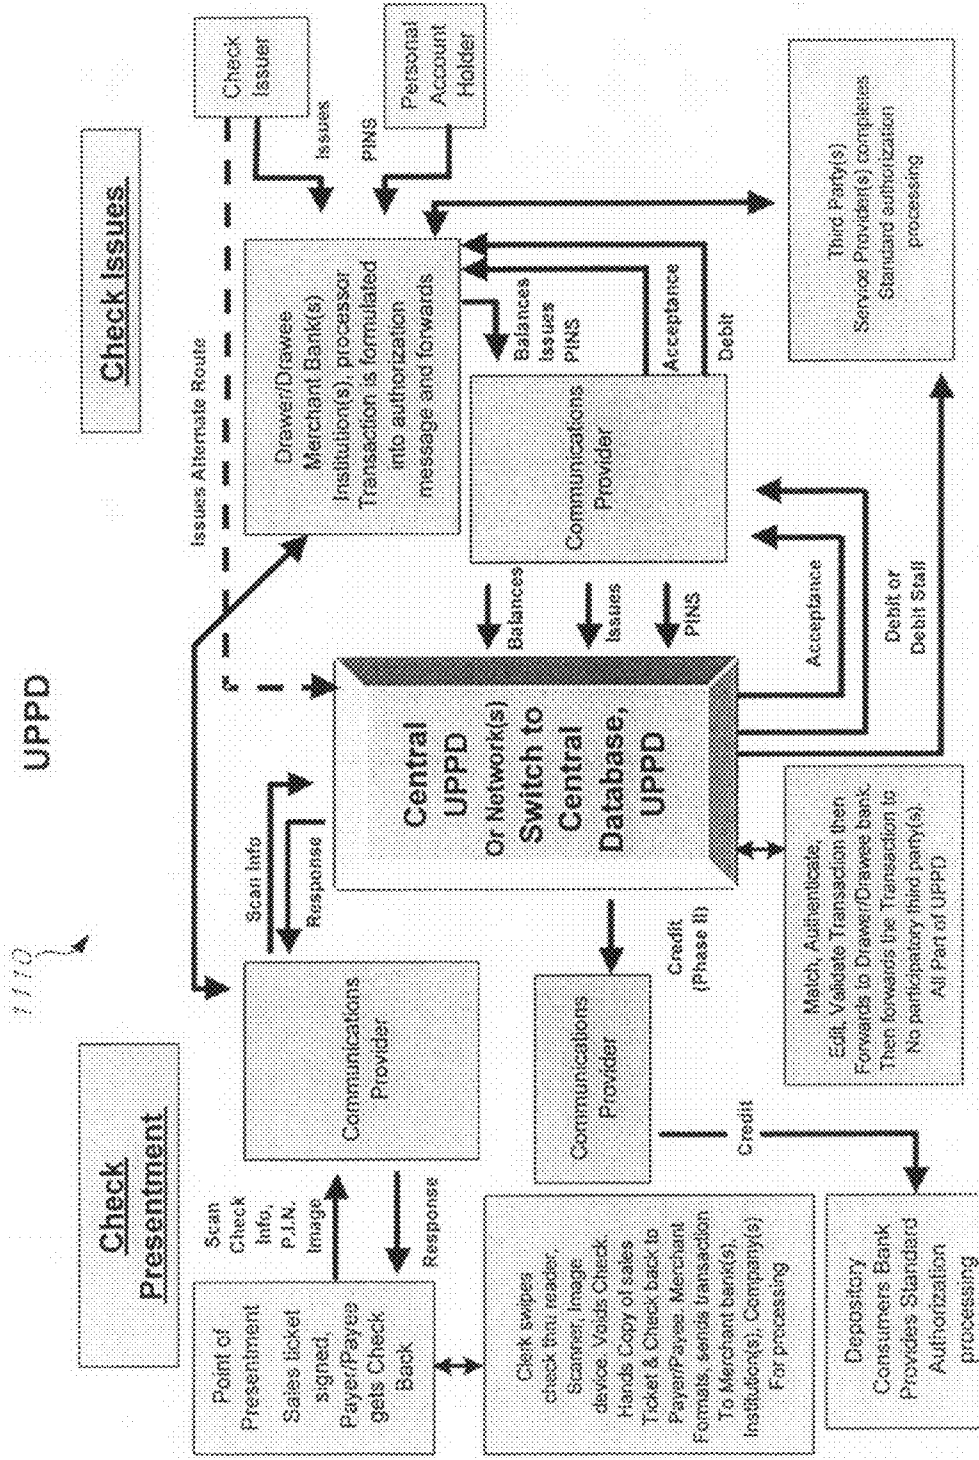 UPPD
1110
Check
Presentment
Check Issues
Point of
Presentment
Sales ticket
signed,
Payer/Payee
gets Check
Back
Scan
Check
Info,
P.I.N.
Image
Response
Communications
Provider
Scan Info
Response
Issues Alternate Route
Check
Issuer
Issues
PINS
Personal
Account
Holder
Drawer/Drawee
Merchant Bank(s)
Institution(s), processor
Transaction is formulated
into authorization
message and forwards
Balances
Issues
PINS
Communications
Provider
Acceptance
Debit
Balances
Issues
PINS
Central
UPPD
Or Network(s)
Switch to
Central
Database,
UPPD
Acceptance
Debit or
Debit Stall
Third Party(s)
Service Provider(s) completes
Standard authorization
processing
Clerk swipes
check thru reader,
Scanner, Image
device. Voids Check
Hands Copy of sales
Ticket & Check back to
Payer/Payee. Merchant
Formats, sends transaction
To Merchant bank(s),
Institution(s), Company(s)
For processing
Communications
Provider
Credit
(Phase II)
Credit
Match, Authenticate,
Edit, Validate Transaction then
Forwards to Drawer/Drawee bank.
Then forwards the Transaction to
No participatory third party(s).
All Part of UPPD
Depository
Consumers Bank
Provides Standard
Authorization
processing